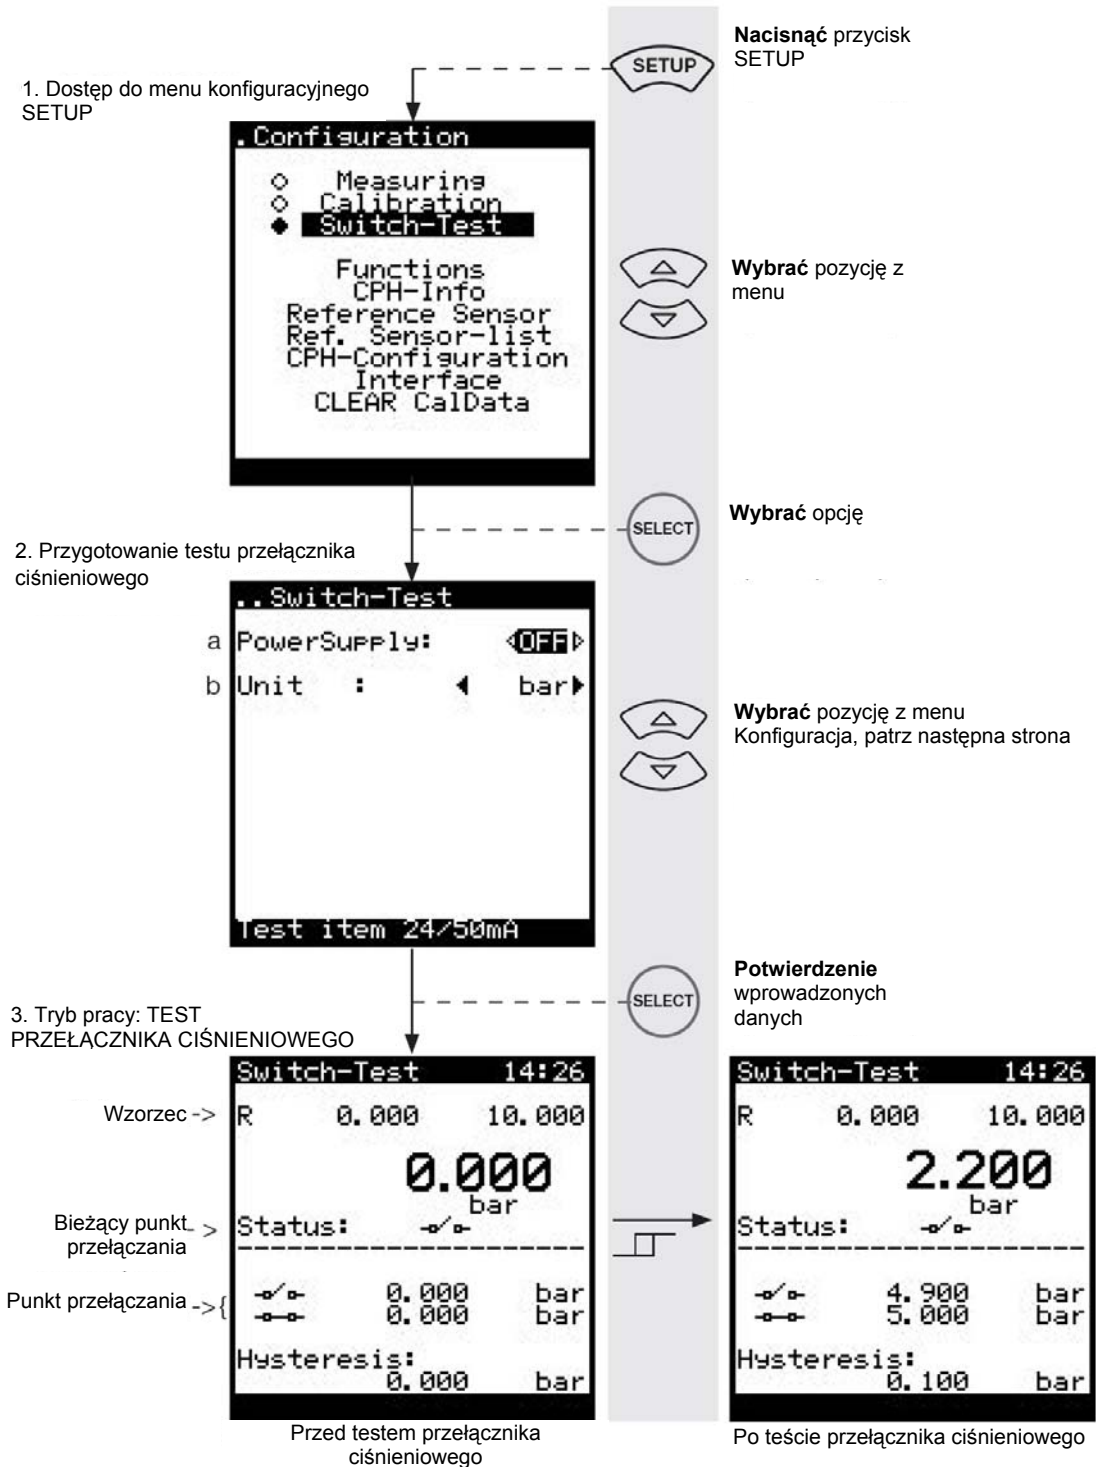 Nacisnąć przycisk
SETUP
SETUP
1. Dostęp do menu konfiguracyjnego
SETUP
.Configuration
Measuring
Calibration
Switch-Test
Functions
CPH-Info
Reference Sensor
Ref. Sensor-list
CPH-Configuration
Interface
CLEAR CalData
Wybrać pozycję z
menu
SELECT
Wybrać opcję
2. Przygotowanie testu przełącznika
ciśnieniowego
..Switch-Test
a PowerSupply: OFF
b Unit : bar
Test item 24/50mA
Wybrać pozycję z menu
Konfiguracja, patrz następna strona
SELECT
Potwierdzenie
wprowadzonych
danych
3. Tryb pracy: TEST
PRZEŁĄCZNIKA CIŚNIENIOWEGO
Switch-Test 14:26
Wzorzec -> R 0.000 10.000
0.000
bar
Bieżący punkt - >
przełączania
Status:
Punkt przełączania ->{
0.000 bar
0.000 bar
Hysteresis:
0.000 bar
Przed testem przełącznika
ciśnieniowego
Switch-Test 14:26
R 0.000 10.000
2.200
bar
Status:
4.900 bar
5.000 bar
Hysteresis:
0.100 bar
Po teście przełącznika ciśnieniowego